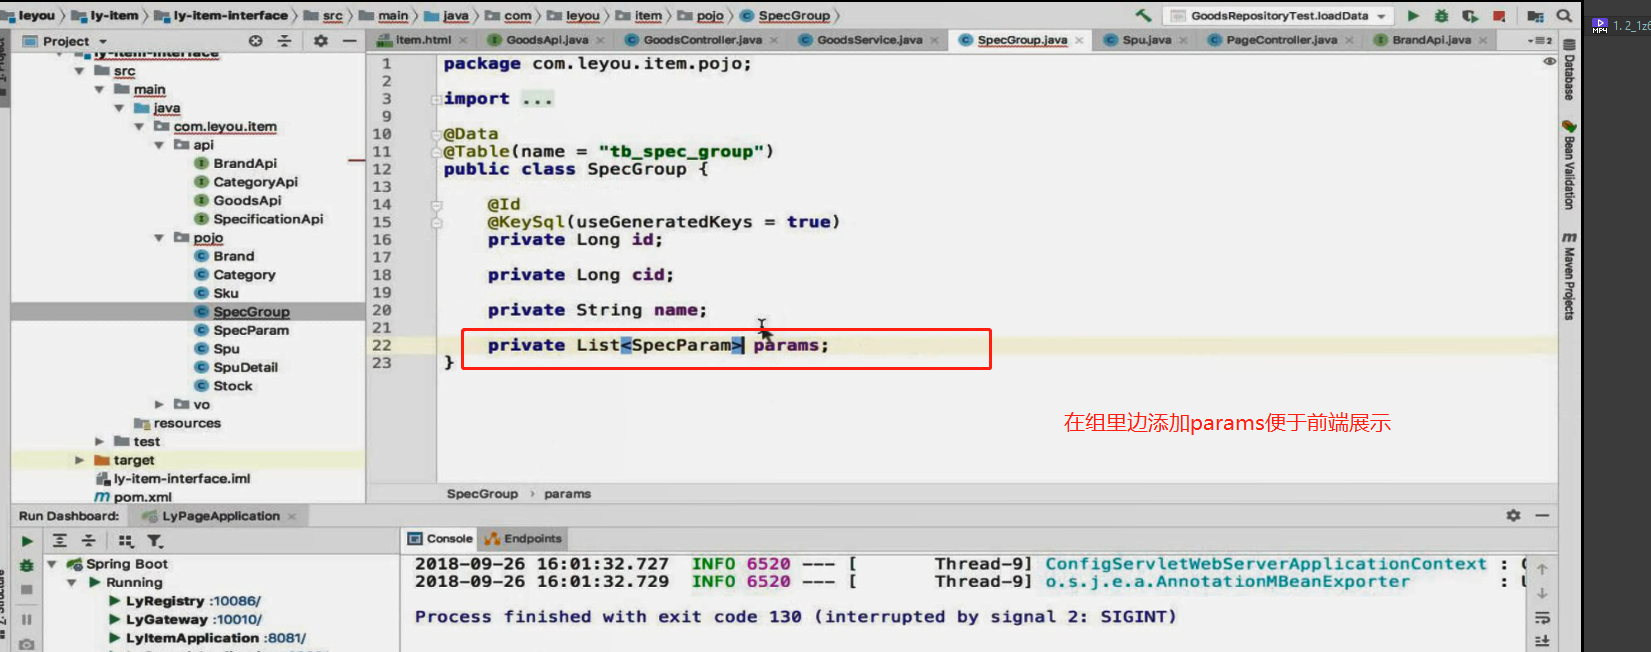 leyou ly-item ly-item-interface src main java com leyou item pojo SpecGroup
GoodsRepositoryTest.loadData
1. 2_1z6
MP4
Project
item.html GoodsApi.java GoodsController.java GoodsService.java SpecGroup.java Spu.java PageController.java BrandApi.java
ly-item-interface
src
main
java
com.leyou.item
api
BrandApi
CategoryApi
GoodsApi
SpecificationApi
pojo
Brand
Category
Sku
SpecGroup
SpecParam
Spu
SpuDetail
Stock
vo
resources
test
target
ly-item-interface.iml
pom.xml
1 package com.leyou.item.pojo;
2
3 import ...
9
10 @Data
11 @Table(name = "tb_spec_group")
12 public class SpecGroup {
13
14 @Id
15 @KeySql(useGeneratedKeys = true)
16 private Long id;
17
18 private Long cid;
19
20 private String name;
21
22 private List<SpecParam> params;
23 }
在组里边添加params便于前端展示
SpecGroup › params
Database
Bean Validation
Maven Projects
Run Dashboard: LyPageApplication
Console Endpoints
Spring Boot
Running
LyRegistry :10086/
LyGateway :10010/
LyItemApplication :8081/
2018-09-26 16:01:32.727 INFO 6520 --- [ Thread-9] ConfigServletWebServerApplicationContext :
2018-09-26 16:01:32.729 INFO 6520 --- [ Thread-9] o.s.j.e.a.AnnotationMBeanExporter :
Process finished with exit code 130 (interrupted by signal 2: SIGINT)